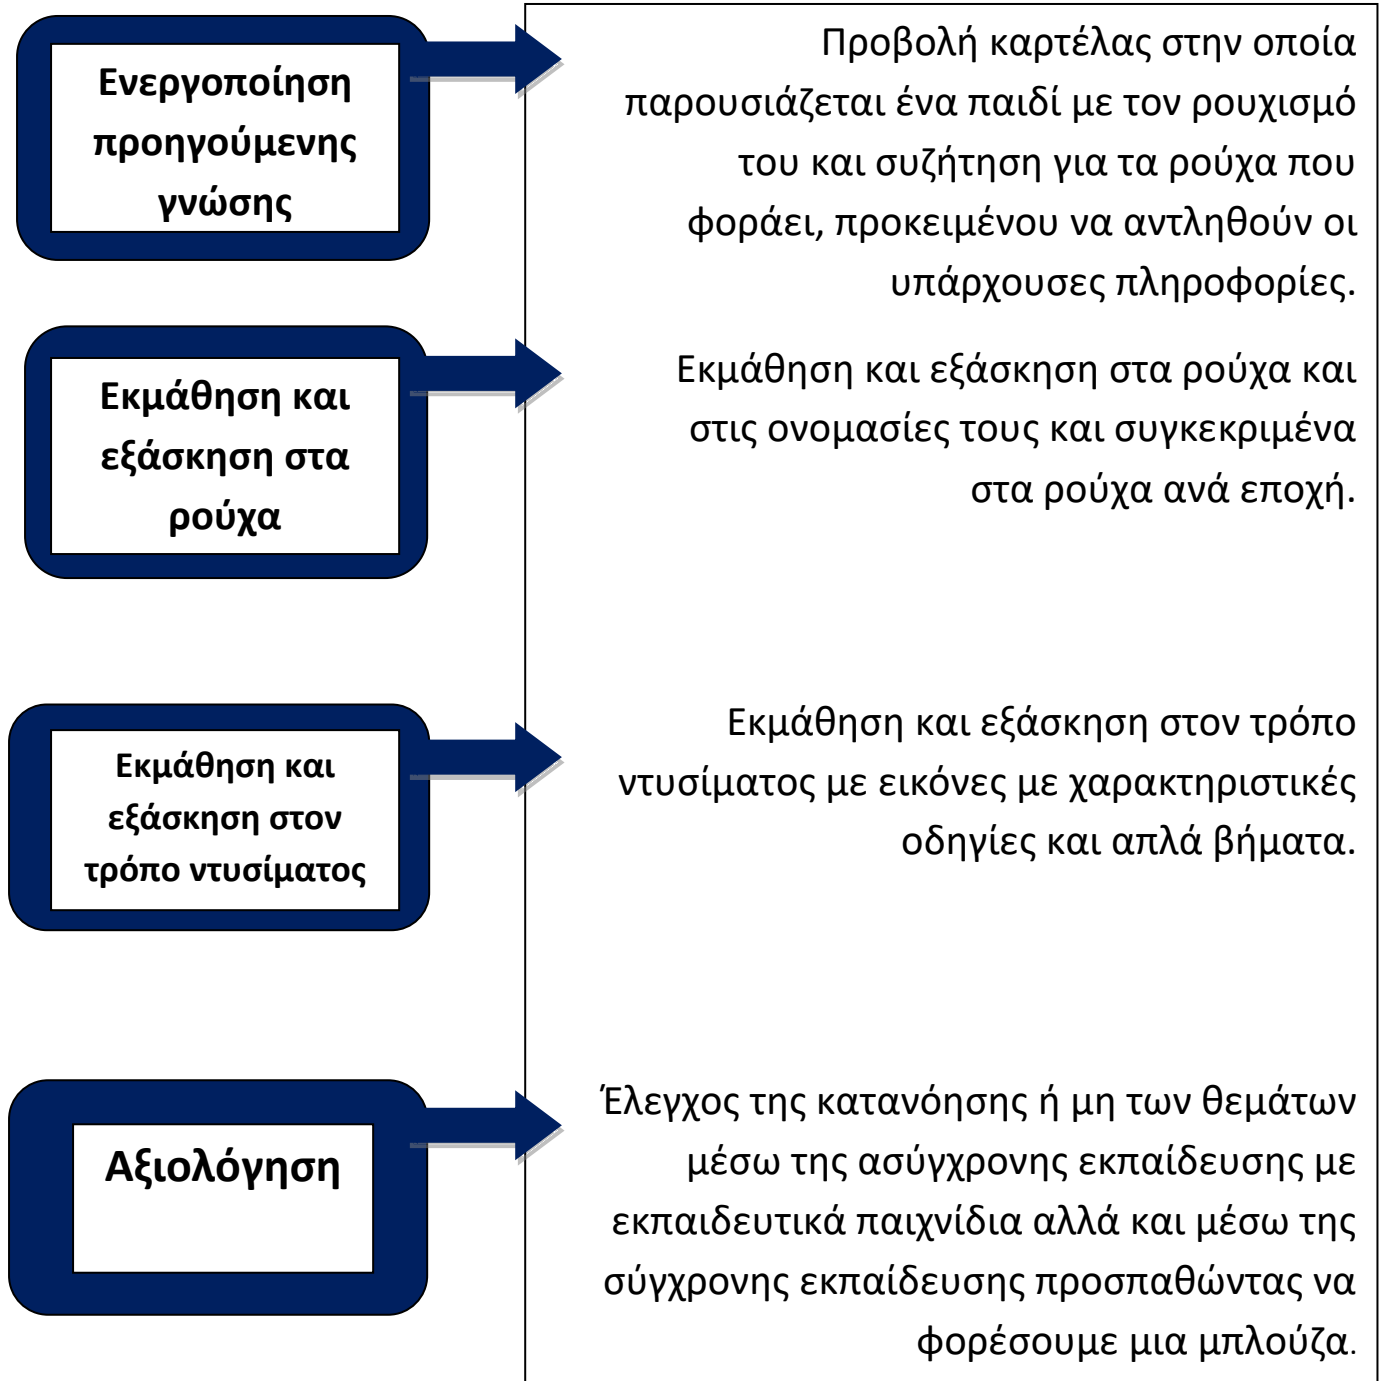 Ενεργοποίηση
προηγούμενης
γνώσης
Προβολή καρτέλας στην οποία
παρουσιάζεται ένα παιδί με τον ρουχισμό
του και συζήτηση για τα ρούχα που
φοράει, προκειμένου να αντληθούν οι
υπάρχουσες πληροφορίες.
Εκμάθηση και
εξάσκηση στα
ρούχα
Εκμάθηση και εξάσκηση στα ρούχα και
στις ονομασίες τους και συγκεκριμένα
στα ρούχα ανά εποχή.
Εκμάθηση και
εξάσκηση στον
τρόπο ντυσίματος
Εκμάθηση και εξάσκηση στον τρόπο
ντυσίματος με εικόνες με χαρακτηριστικές
οδηγίες και απλά βήματα.
Αξιολόγηση
Έλεγχος της κατανόησης ή μη των θεμάτων
μέσω της ασύγχρονης εκπαίδευσης με
εκπαιδευτικά παιχνίδια αλλά και μέσω της
σύγχρονης εκπαίδευσης προσπαθώντας να
φορέσουμε μια μπλούζα.